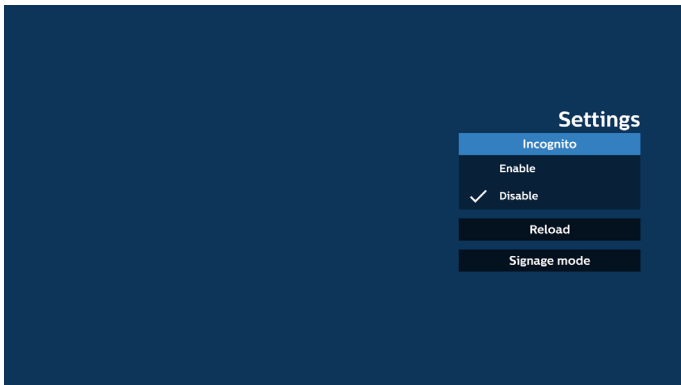 Settings
Incognito
Enable
Disable
Reload
Signage mode